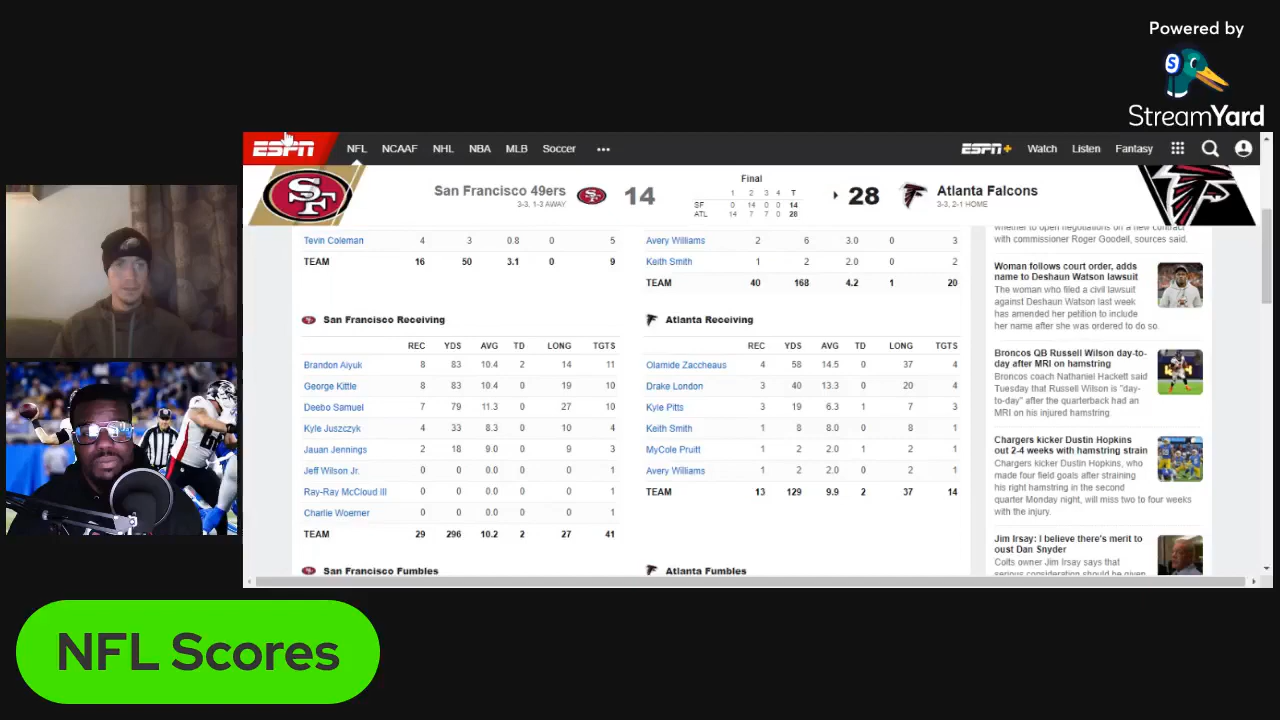 Powered by
S
StreamYard
ESPN NFL NCAAF NHL NBA MLB Soccer ••• ESPN+ Watch Listen Fantasy
SF San Francisco 49ers 14 Final 28 Atlanta Falcons
3-3, 1-3 AWAY 3-3, 2-1 HOME
1 2 3 4 T
SF 0 14 0 0 14
ATL 14 7 7 0 28
Tevin Coleman 4 3 0.8 0 5
TEAM 16 50 3.1 0 9
Avery Williams 2 6 3.0 0 3
Keith Smith 1 2 2.0 0 2
TEAM 40 168 4.2 1 20
San Francisco Receiving
REC YDS AVG TD LONG TGTS
Brandon Aiyuk 8 83 10.4 2 14 11
George Kittle 8 83 10.4 0 19 10
Deebo Samuel 7 79 11.3 0 27 10
Kyle Juszczyk 4 33 8.3 0 10 4
Jauan Jennings 2 18 9.0 0 9 3
Jeff Wilson Jr. 0 0 0.0 0 0 1
Ray-Ray McCloud III 0 0 0.0 0 0 1
Charlie Woerner 0 0 0.0 0 0 1
TEAM 29 296 10.2 2 27 41
San Francisco Fumbles
Atlanta Receiving
REC YDS AVG TD LONG TGTS
Olamide Zaccheaus 4 58 14.5 0 37 4
Drake London 3 40 13.3 0 20 4
Kyle Pitts 3 19 6.3 1 7 3
Keith Smith 1 8 8.0 0 8 1
MyCole Pruitt 1 2 2.0 1 2 1
Avery Williams 1 2 2.0 0 2 1
TEAM 13 129 9.9 2 37 14
Atlanta Fumbles
whether to open negotiations on a new contract
with commissioner Roger Goodell, sources said.
Woman follows court order, adds
name to Deshaun Watson lawsuit
The woman who filed a civil lawsuit
against Deshaun Watson last week
has amended her petition to include
her name after she was ordered to do so.
Broncos QB Russell Wilson day-to-
day after MRI on hamstring
Broncos coach Nathaniel Hackett said
Tuesday that Russell Wilson is "day-
to-day" after the quarterback had an
MRI on his injured hamstring.
Chargers kicker Dustin Hopkins
out 2-4 weeks with hamstring strain
Chargers kicker Dustin Hopkins, who
made four field goals after straining
his right hamstring in the second
quarter Monday night, will miss two to four weeks
with the injury.
Jim Irsay: I believe there's merit to
oust Dan Snyder
Colts owner Jim Irsay says that
serious consideration should be given
NFL Scores